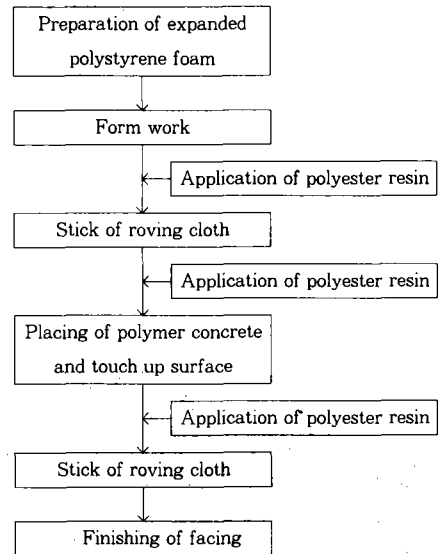 Preparation of expanded
polystyrene foam
Form work
Application of polyester resin
Stick of roving cloth
Application of polyester resin
Placing of polymer concrete
and touch up surface
Application of polyester resin
Stick of roving cloth
Finishing of facing